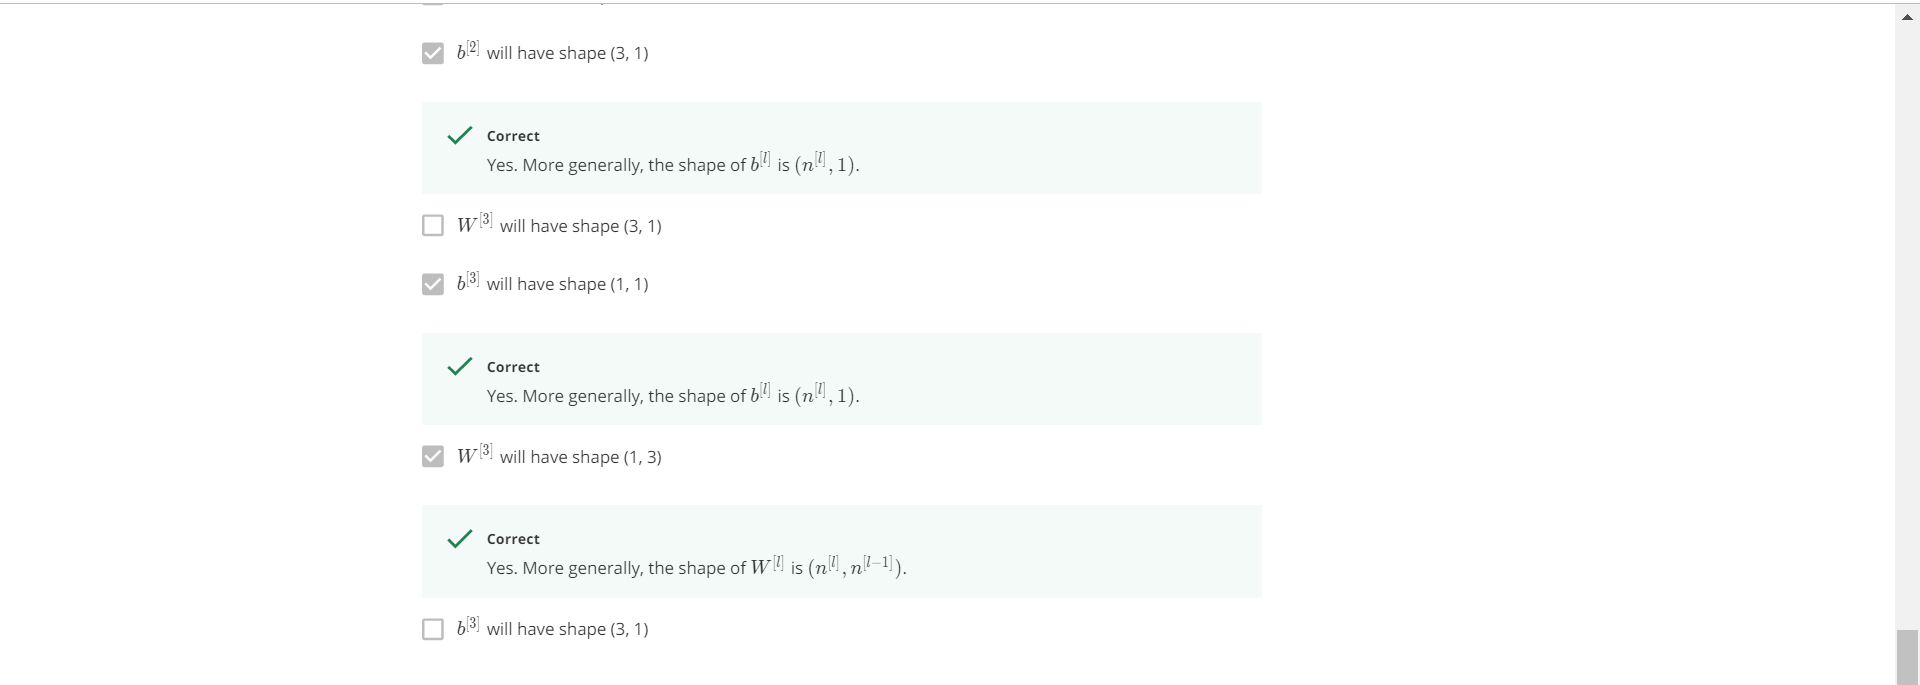 b[2] will have shape (3, 1)
Correct
Yes. More generally, the shape of b[l] is (n[l], 1).
W[3] will have shape (3, 1)
b[3] will have shape (1, 1)
Correct
Yes. More generally, the shape of b[l] is (n[l], 1).
W[3] will have shape (1, 3)
Correct
Yes. More generally, the shape of W[l] is (n[l], n[l−1]).
b[3] will have shape (3, 1)